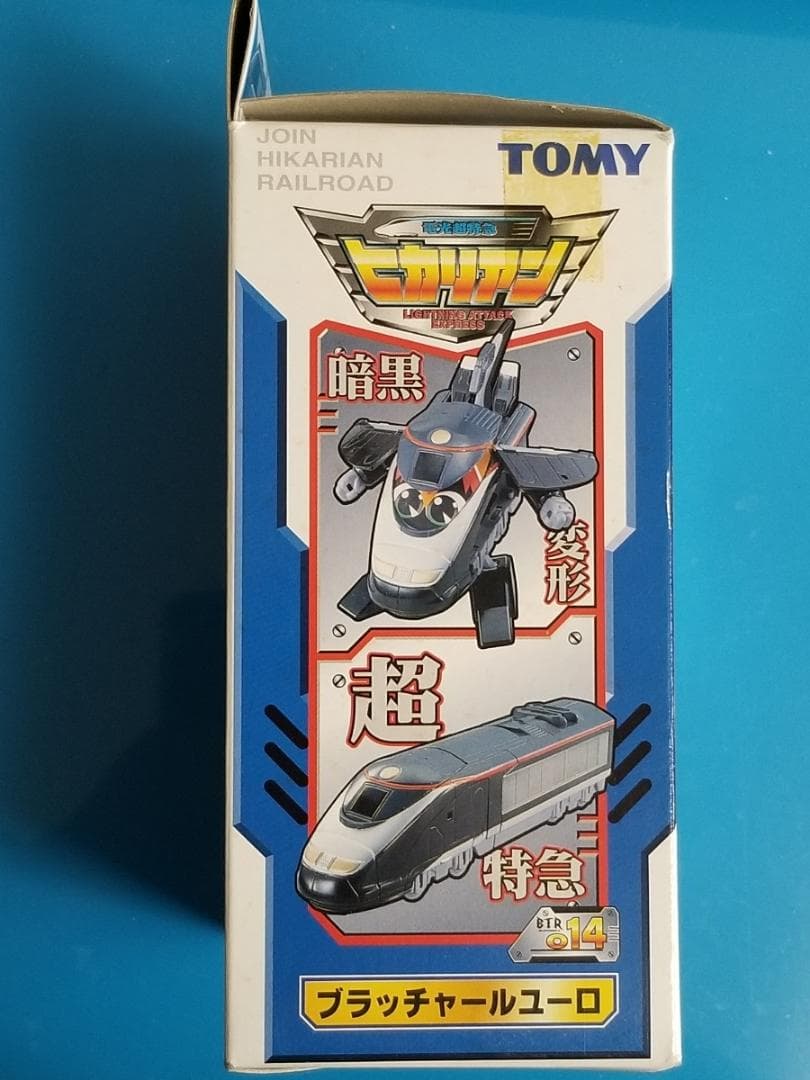 JOIN
HIKARIAN
RAILROAD
TOMY
電光超特急
ヒカリアン
LIGHTNING ATTACK
EXPRESS
暗黒
変形
超
特急
BTR
014
ブラッチャールユーロ